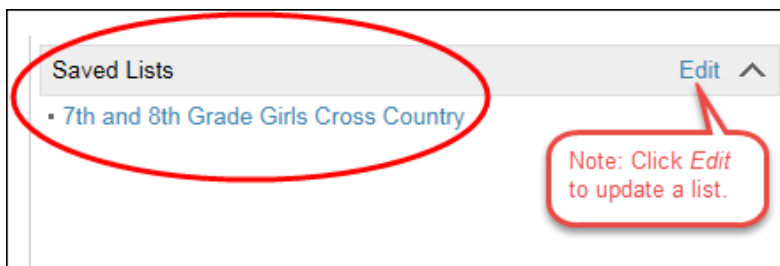 Saved Lists Edit
▪ 7th and 8th Grade Girls Cross Country
Note: Click Edit
to update a list.